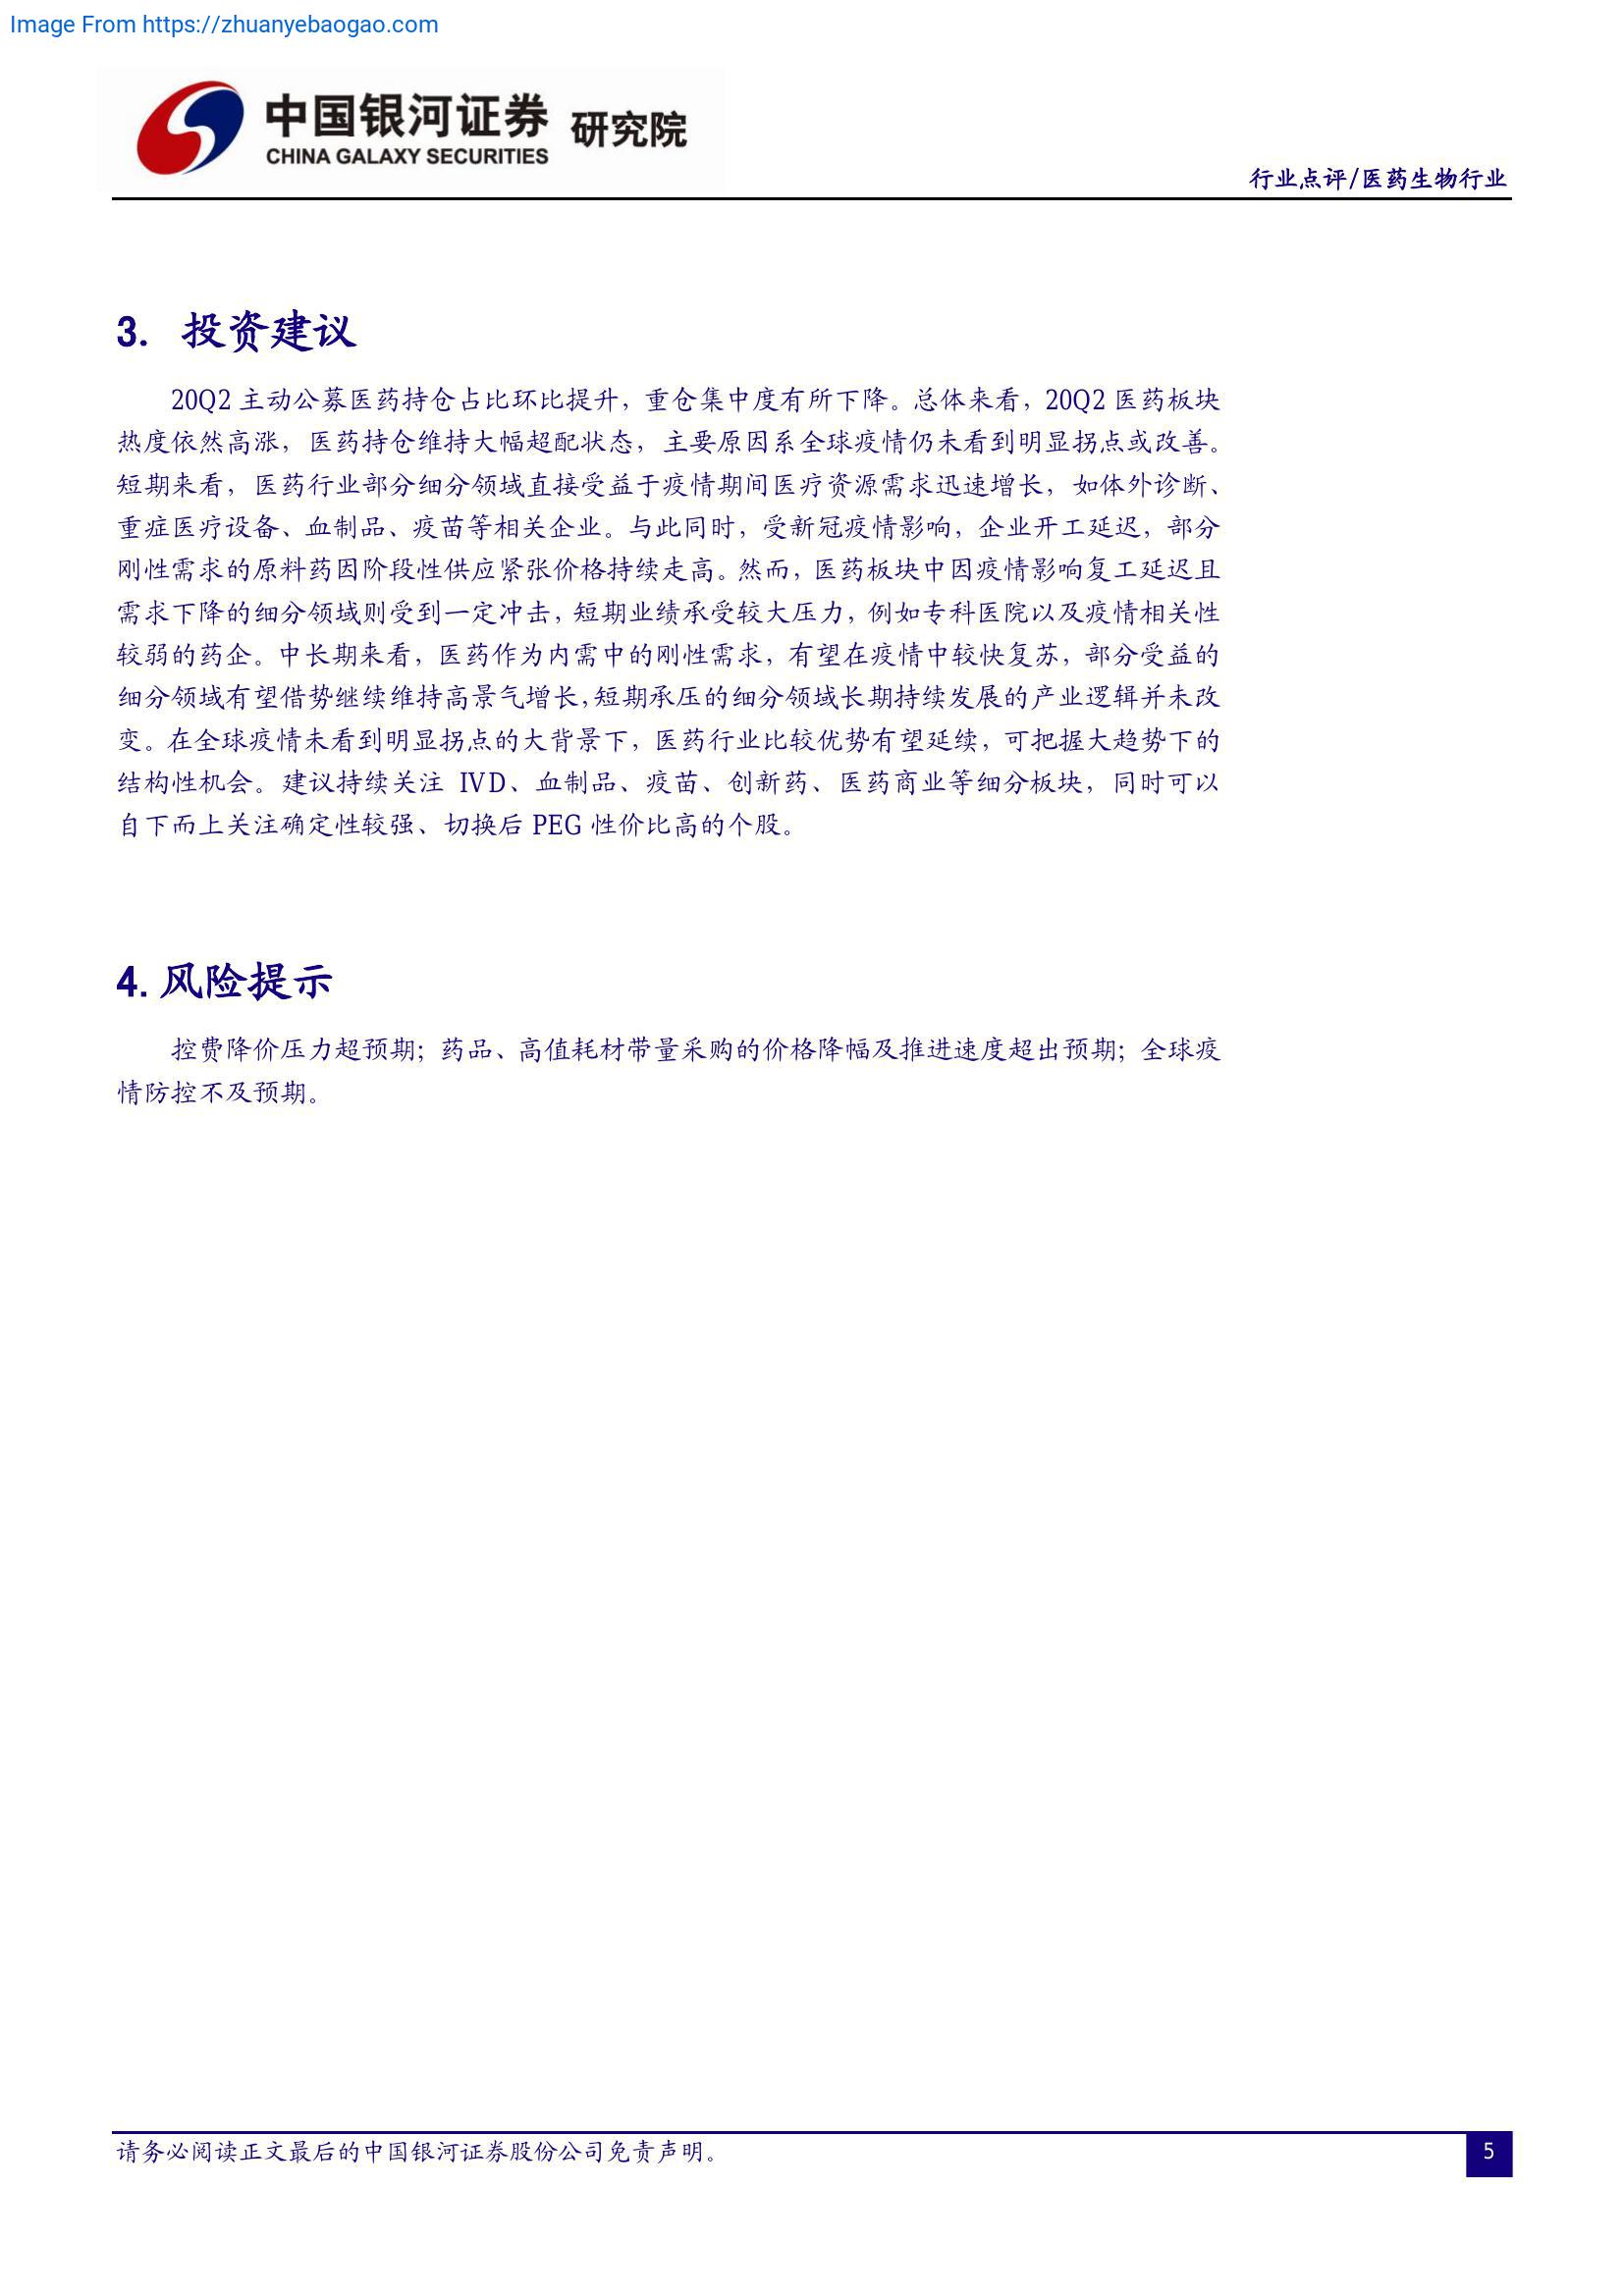 Image From https://zhuanyebaogao.com
中国银河证券 研究院
CHINA GALAXY SECURITIES
行业点评/医药生物行业
3. 投资建议
20Q2 主动公募医药持仓占比环比提升，重仓集中度有所下降。总体来看，20Q2 医药板块
热度依然高涨，医药持仓维持大幅超配状态，主要原因系全球疫情仍未看到明显拐点或改善。
短期来看，医药行业部分细分领域直接受益于疫情期间医疗资源需求迅速增长，如体外诊断、
重症医疗设备、血制品、疫苗等相关企业。与此同时，受新冠疫情影响，企业开工延迟，部分
刚性需求的原料药因阶段性供应紧张价格持续走高。然而，医药板块中因疫情影响复工延迟且
需求下降的细分领域则受到一定冲击，短期业绩承受较大压力，例如专科医院以及疫情相关性
较弱的药企。中长期来看，医药作为内需中的刚性需求，有望在疫情中较快复苏，部分受益的
细分领域有望借势继续维持高景气增长，短期承压的细分领域长期持续发展的产业逻辑并未改
变。在全球疫情未看到明显拐点的大背景下，医药行业比较优势有望延续，可把握大趋势下的
结构性机会。建议持续关注 IVD、血制品、疫苗、创新药、医药商业等细分板块，同时可以
自下而上关注确定性较强、切换后 PEG 性价比高的个股。
4. 风险提示
控费降价压力超预期；药品、高值耗材带量采购的价格降幅及推进速度超出预期；全球疫
情防控不及预期。
请务必阅读正文最后的中国银河证券股份公司免责声明。
5